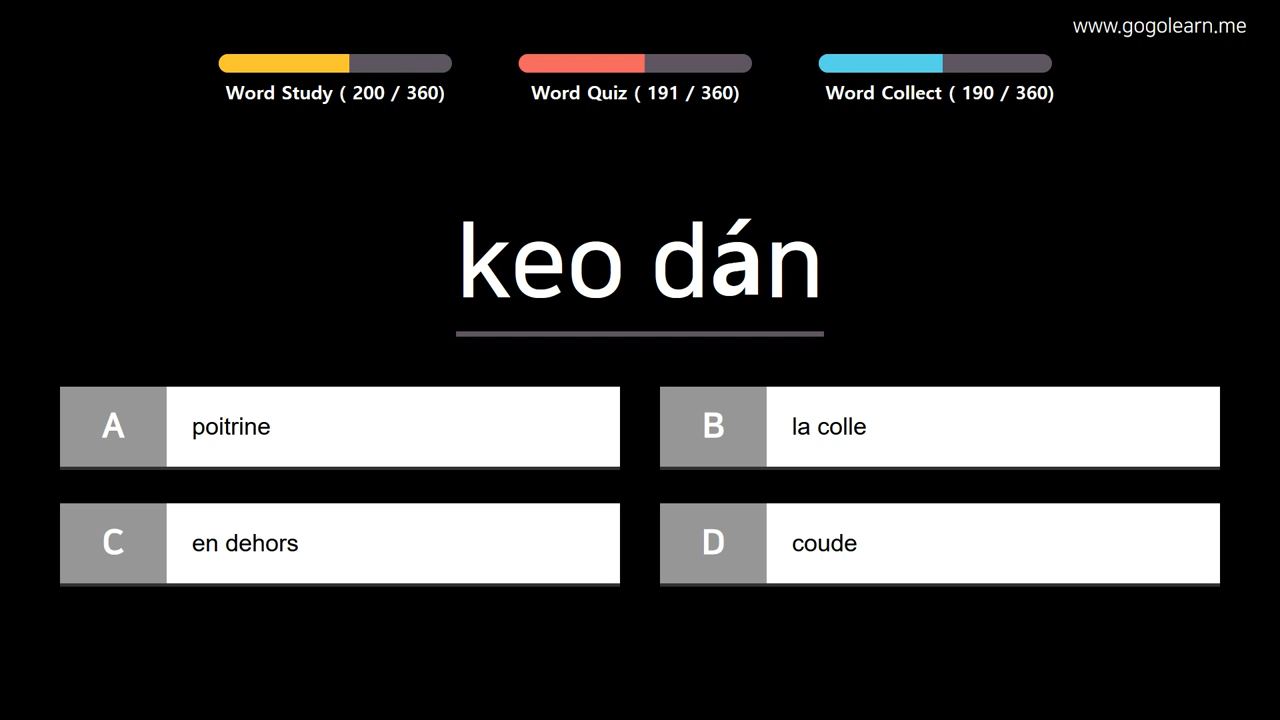 www.gogolearn.me
Word Study ( 200 / 360)
Word Quiz ( 191 / 360)
Word Collect ( 190 / 360)
keo dán
A poitrine
B la colle
C en dehors
D coude